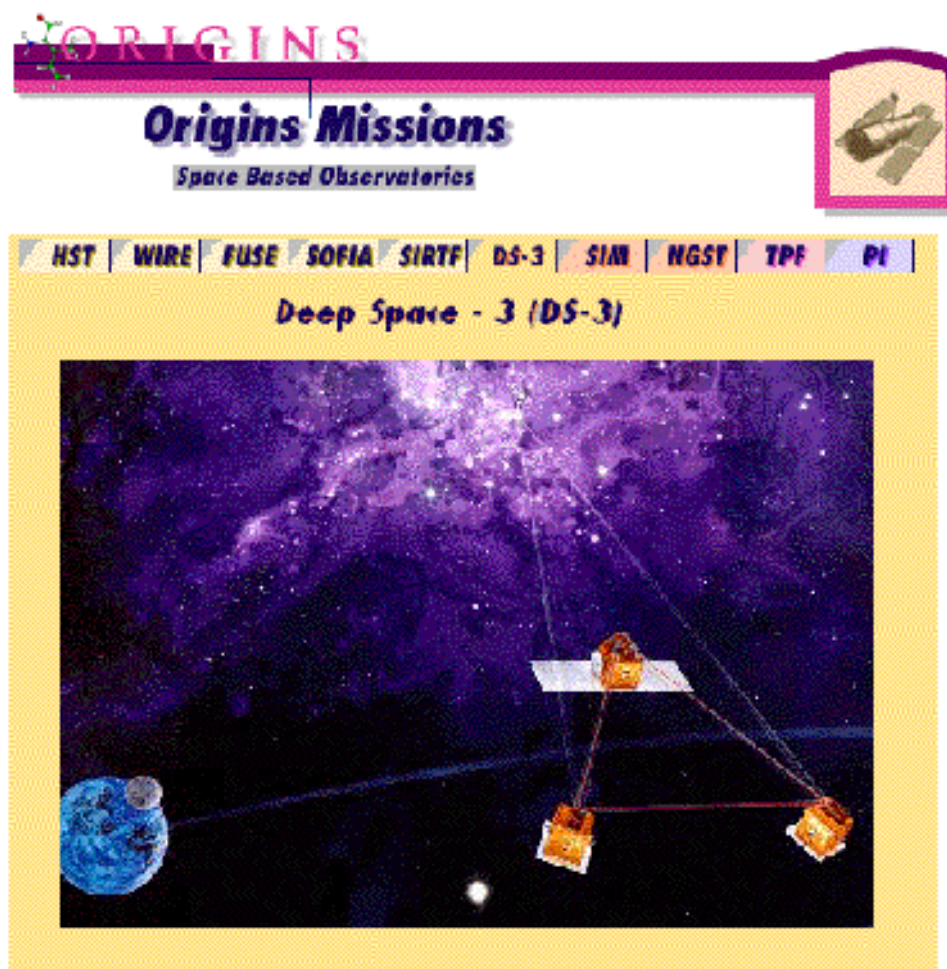 ORIGINS
Origins Missions
Space Based Observatories
HST WIRE FUSE SOFIA SIRTF DS-3 SIM NGST TPF PI
Deep Space - 3 (DS-3)